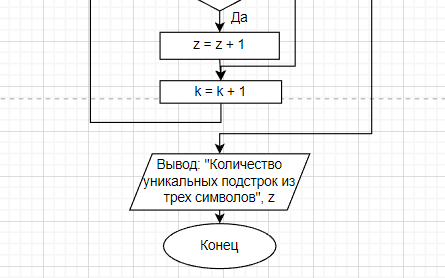 Да
z = z + 1
k = k + 1
Вывод: "Количество
уникальных подстрок из
трех символов", z
Конец